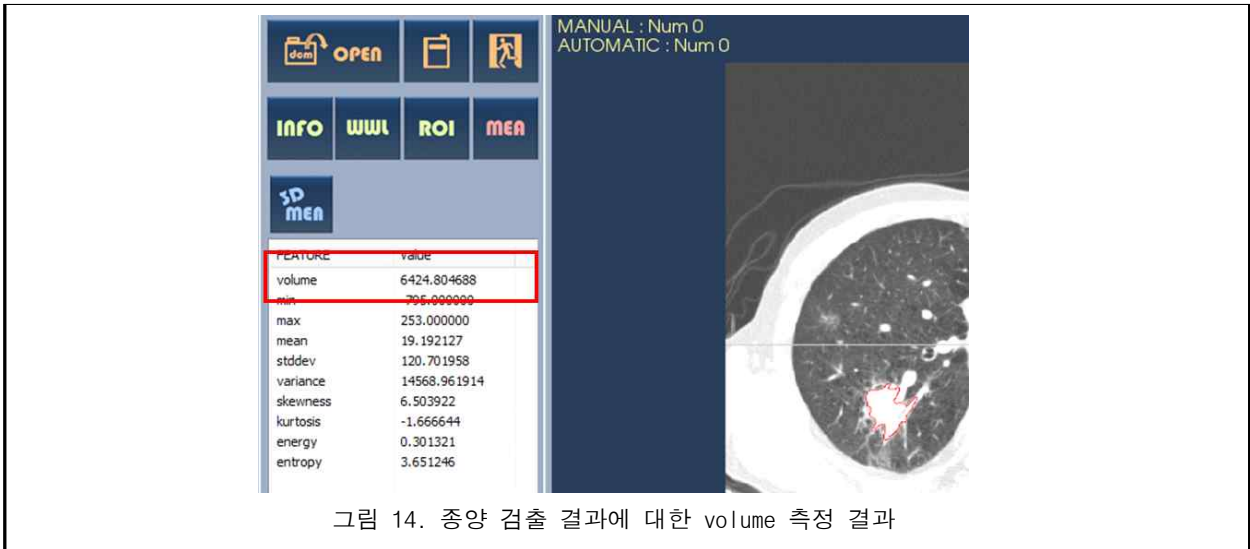 MANUAL : Num 0
AUTOMATIC : Num 0
dcm OPEN
INFO WWL ROI MEA
3D MEA
FEATURE value
volume 6424.804688
min -795.000000
max 253.000000
mean 19.192127
stddev 120.701958
variance 14568.961914
skewness 6.503922
kurtosis -1.666644
energy 0.301321
entropy 3.651246
그림 14. 종양 검출 결과에 대한 volume 측정 결과